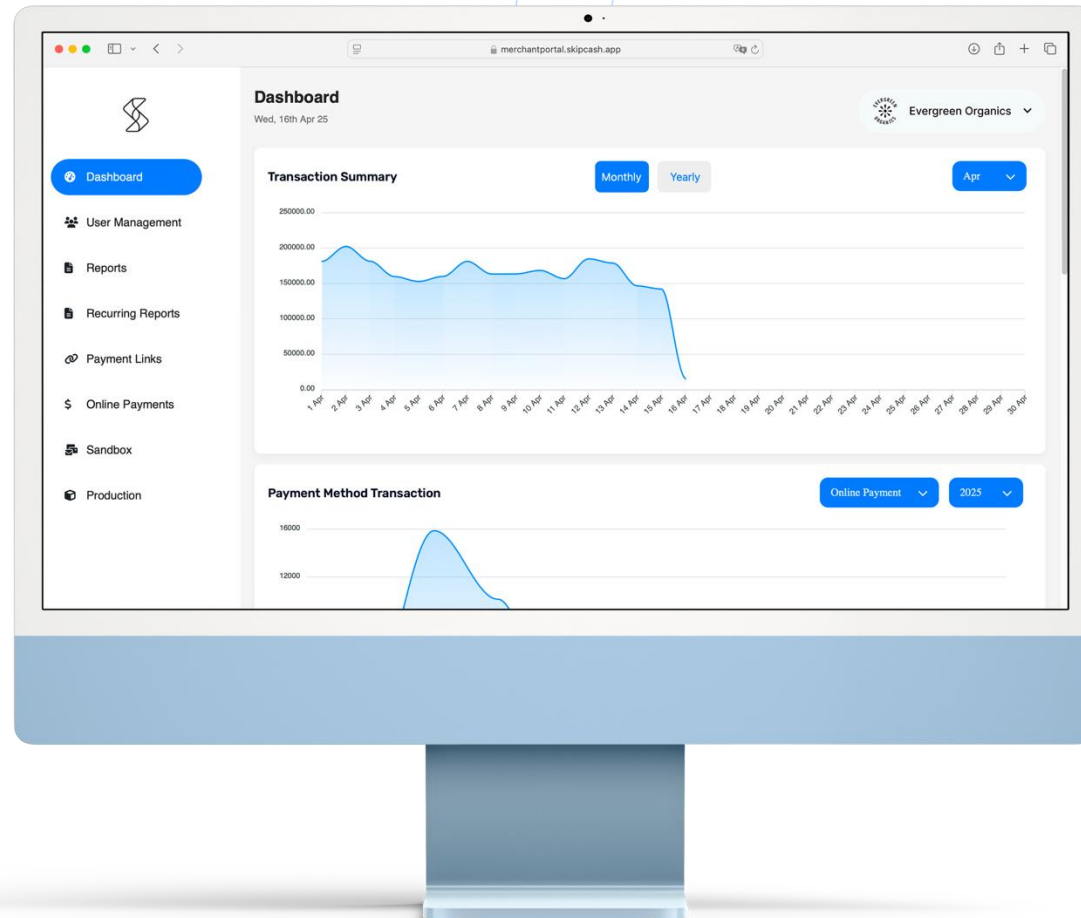 merchantportal.skipcash.app
Dashboard
Wed, 16th Apr 25
EVERGREEN ORGANICS
Evergreen Organics
Dashboard
User Management
Reports
Recurring Reports
Payment Links
Online Payments
Sandbox
Production
Transaction Summary
Monthly
Yearly
Apr
250000.00
200000.00
150000.00
100000.00
50000.00
0.00
1 Apr
2 Apr
3 Apr
4 Apr
5 Apr
6 Apr
7 Apr
8 Apr
9 Apr
10 Apr
11 Apr
12 Apr
13 Apr
14 Apr
15 Apr
16 Apr
17 Apr
18 Apr
19 Apr
20 Apr
21 Apr
22 Apr
23 Apr
24 Apr
25 Apr
26 Apr
27 Apr
28 Apr
29 Apr
30 Apr
Payment Method Transaction
Online Payment
2025
16000
12000